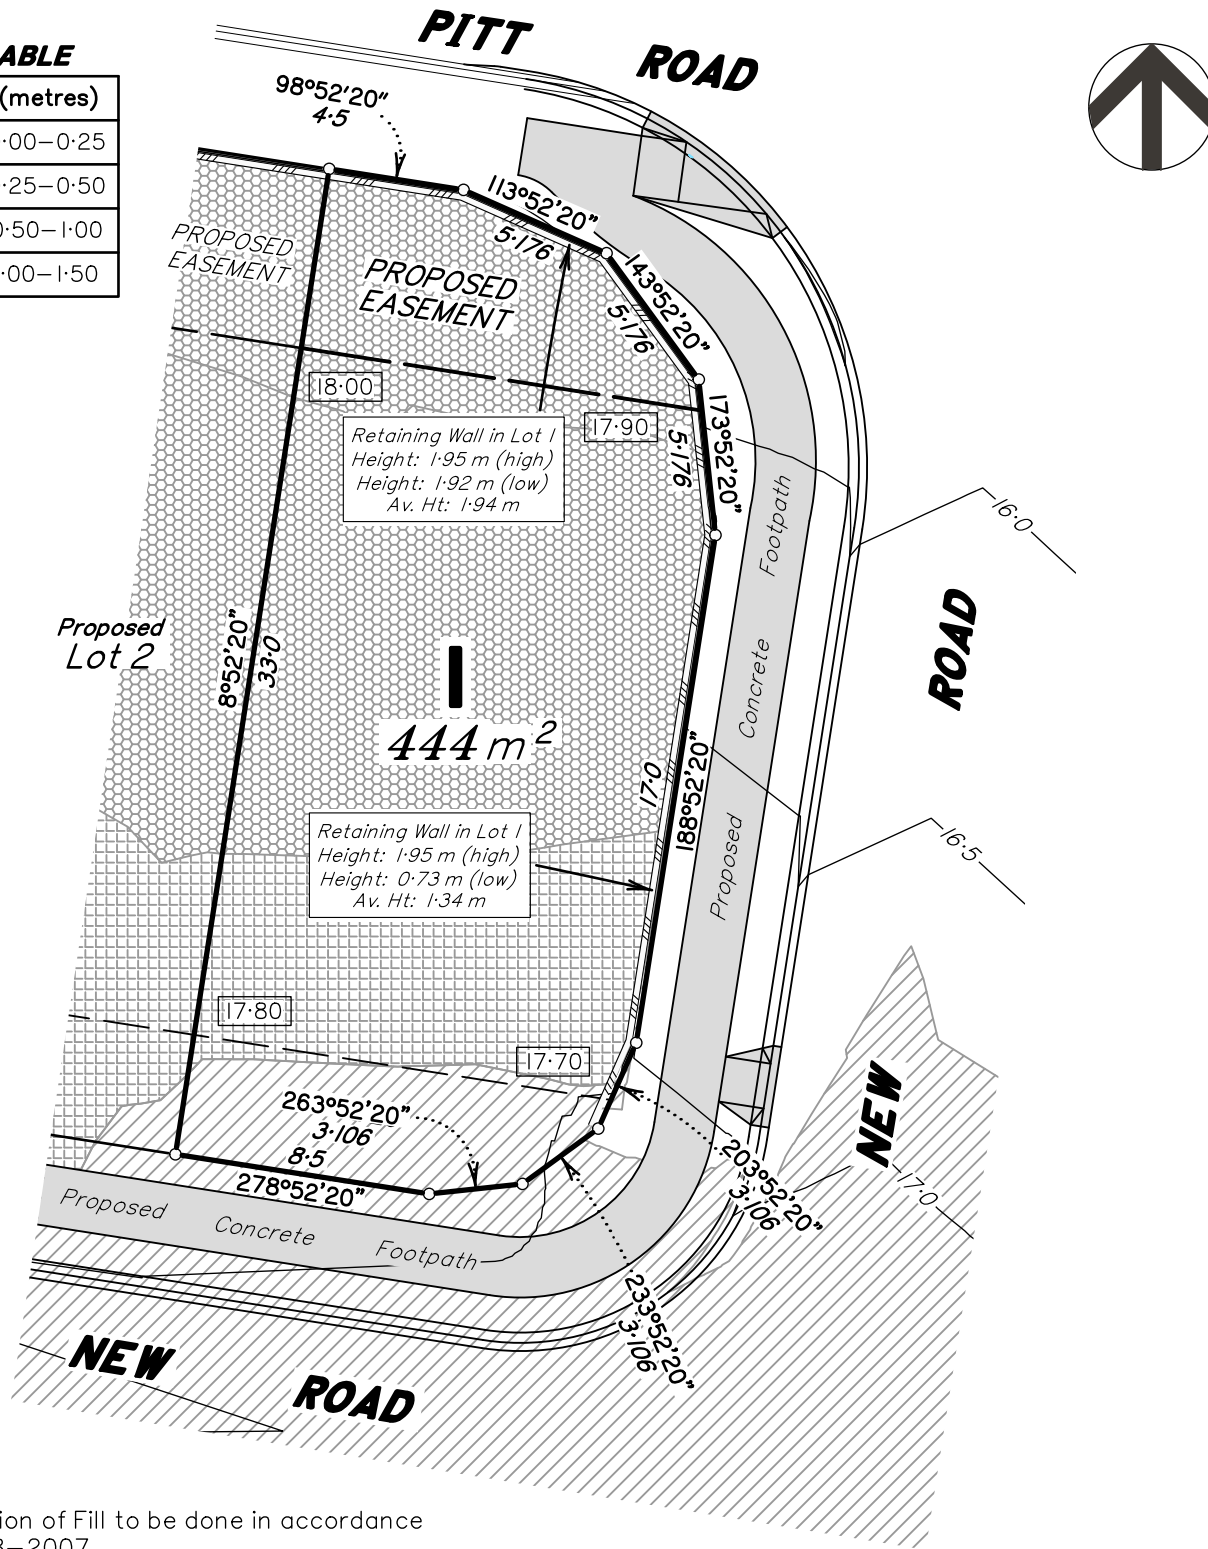 PITT ROAD
ABLE
(metres)
·00–0·25
·25–0·50
0·50–1·00
·00–1·50
98°52'20"
4·5
113°52'20"
5·176
143°52'20"
5·176
173°52'20"
5·176
PROPOSED
EASEMENT
PROPOSED
EASEMENT
18·00
17·90
Retaining Wall in Lot 1
Height: 1·95 m (high)
Height: 1·92 m (low)
Av. Ht: 1·94 m
Footpath
Concrete
Proposed
16·0
ROAD
Proposed
Lot 2
8°52'20"
33·0
1
444 m²
17·0
188°52'20"
Retaining Wall in Lot 1
Height: 1·95 m (high)
Height: 0·73 m (low)
Av. Ht: 1·34 m
16·5
17·80
17·70
NEW
263°52'20"
3·106
8·5
278°52'20"
203°52'20"
3·106
17·0
233°52'20"
3·106
Proposed Concrete Footpath
NEW ROAD
ion of Fill to be done in accordance
8–2007